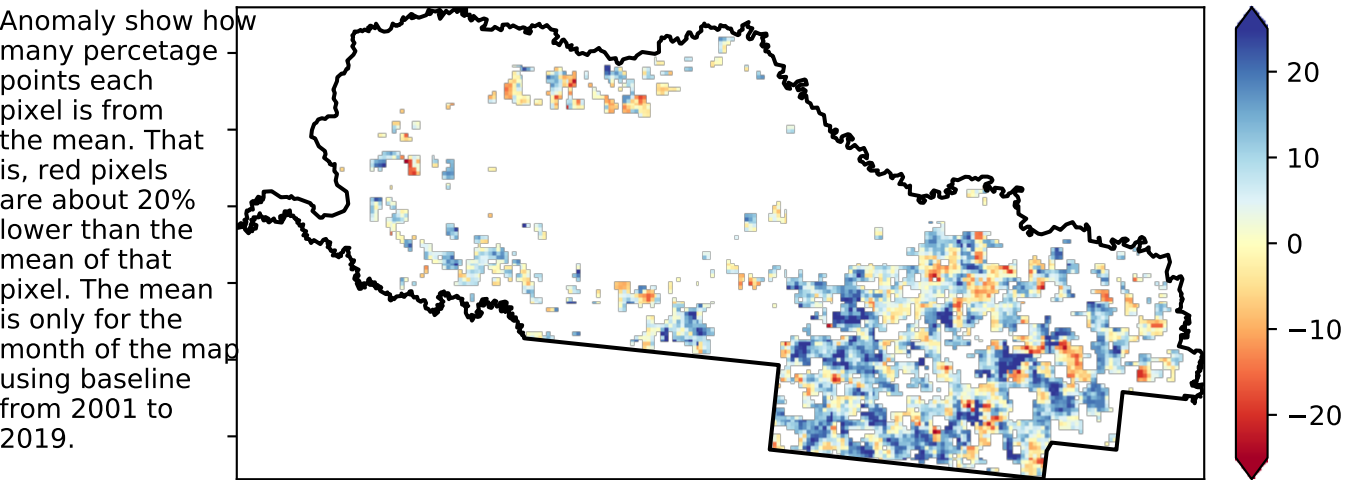 Anomaly show how
many percetage
points each
pixel is from
the mean. That
is, red pixels
are about 20%
lower than the
mean of that
pixel. The mean
is only for the
month of the map
using baseline
from 2001 to
2019.
20
10
0
−10
−20